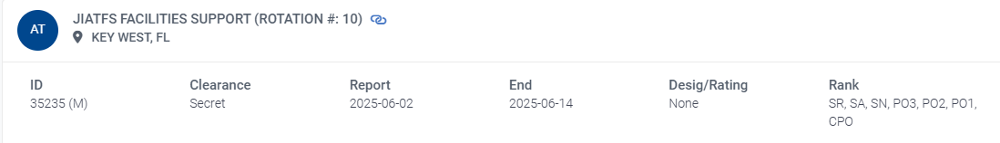 AT
JIATFS FACILITIES SUPPORT (ROTATION #: 10)
KEY WEST, FL
ID
35235 (M)
Clearance
Secret
Report
2025-06-02
End
2025-06-14
Desig/Rating
None
Rank
SR, SA, SN, PO3, PO2, PO1,
CPO